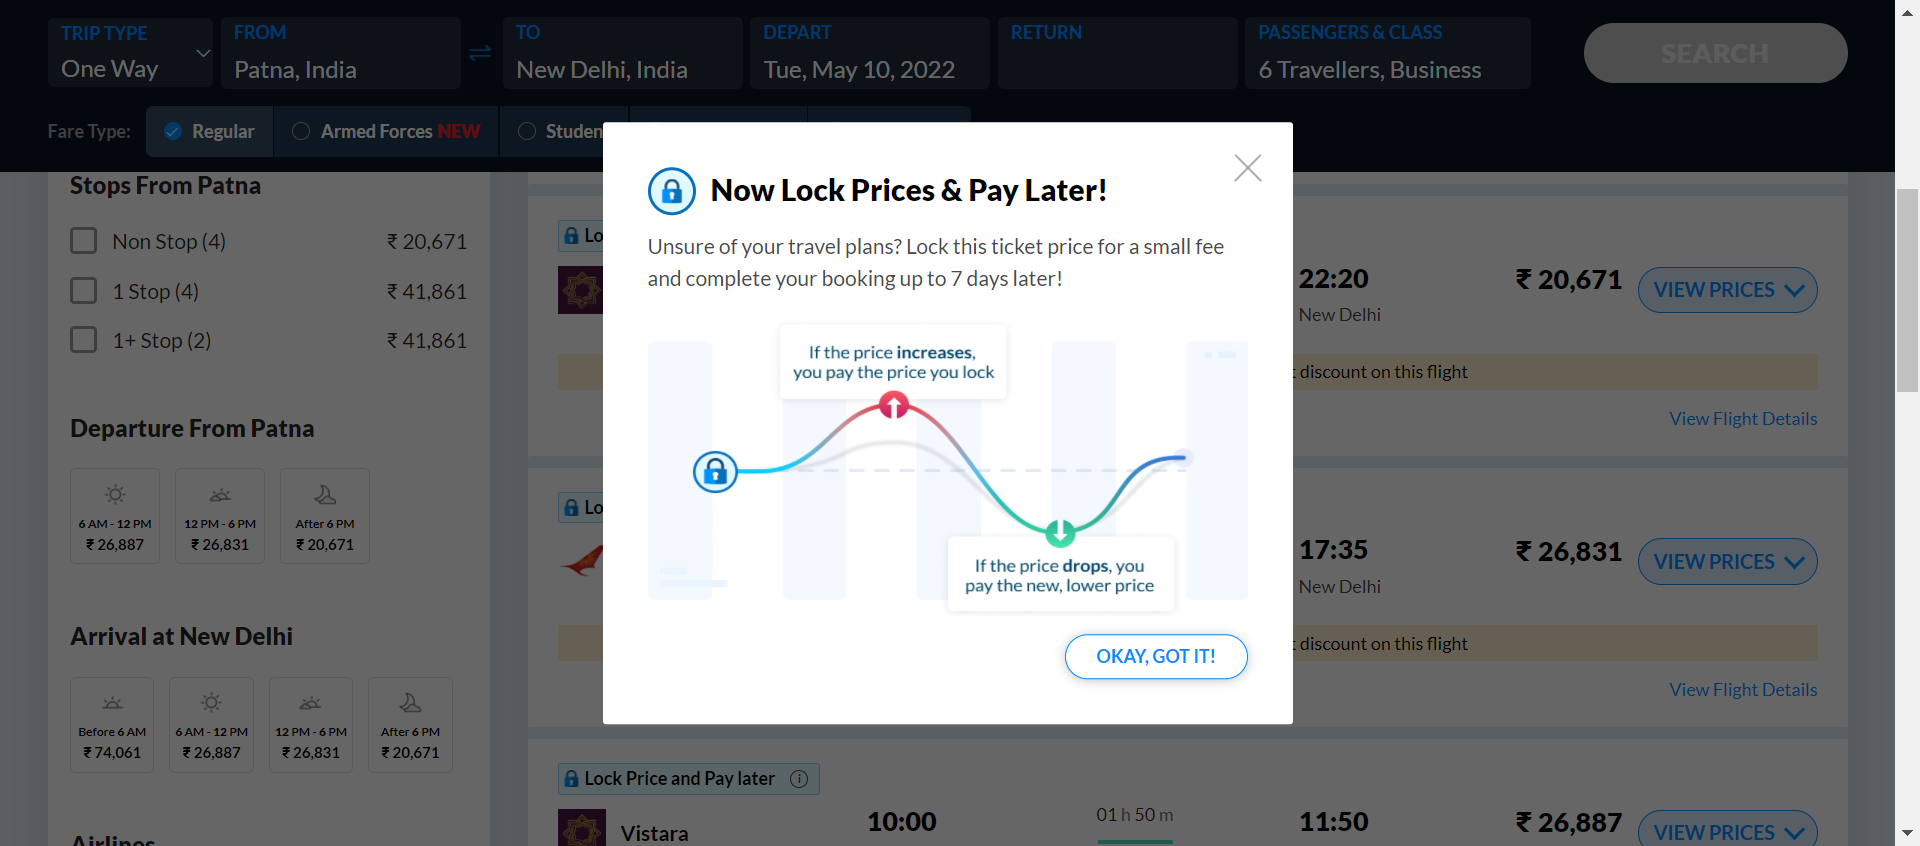 TRIP TYPE
One Way
FROM
Patna, India
TO
New Delhi, India
DEPART
Tue, May 10, 2022
RETURN
PASSENGERS & CLASS
6 Travellers, Business
SEARCH
Fare Type:
Regular
Armed Forces NEW
Studen
Stops From Patna
Non Stop (4)
₹ 20,671
1 Stop (4)
₹ 41,861
1+ Stop (2)
₹ 41,861
Departure From Patna
6 AM - 12 PM
₹ 26,887
12 PM - 6 PM
₹ 26,831
After 6 PM
₹ 20,671
Arrival at New Delhi
Before 6 AM
₹ 74,061
6 AM - 12 PM
₹ 26,887
12 PM - 6 PM
₹ 26,831
After 6 PM
₹ 20,671
Now Lock Prices & Pay Later!
Unsure of your travel plans? Lock this ticket price for a small fee
and complete your booking up to 7 days later!
If the price increases,
you pay the price you lock
If the price drops, you
pay the new, lower price
OKAY, GOT IT!
Lo
22:20
New Delhi
₹ 20,671
VIEW PRICES
discount on this flight
View Flight Details
Lo
17:35
New Delhi
₹ 26,831
VIEW PRICES
discount on this flight
View Flight Details
Lock Price and Pay later
Vistara
10:00
01 h 50 m
11:50
₹ 26,887
VIEW PRICES